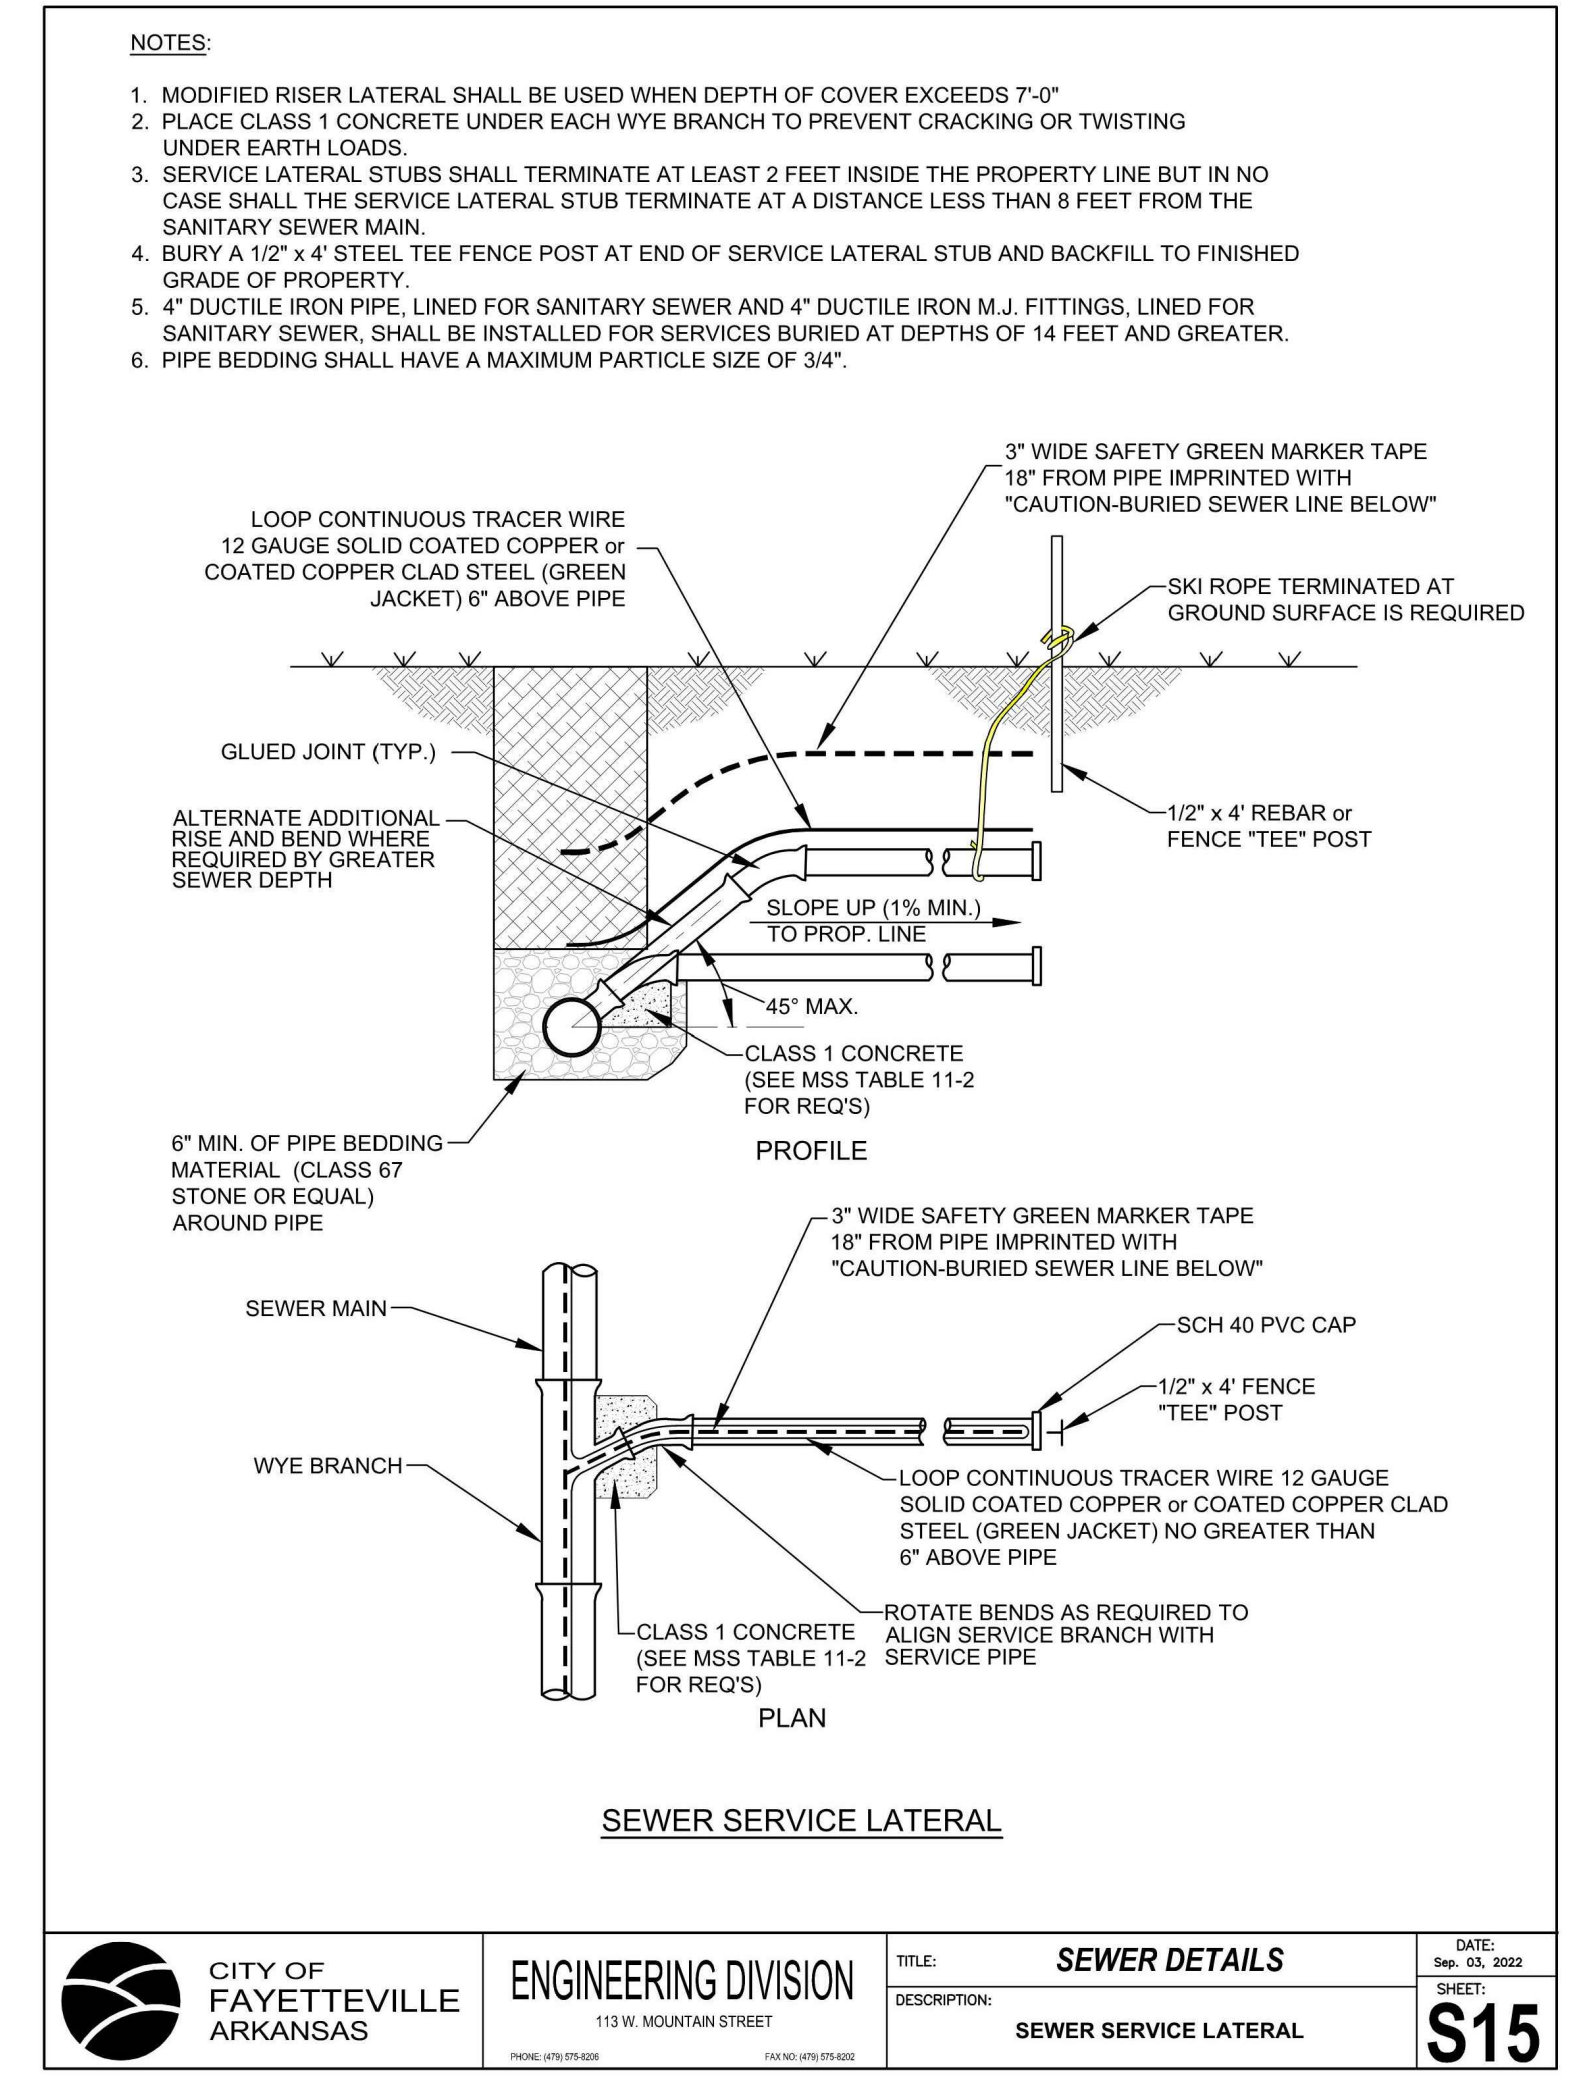 NOTES:
1. MODIFIED RISER LATERAL SHALL BE USED WHEN DEPTH OF COVER EXCEEDS 7'-0"
2. PLACE CLASS 1 CONCRETE UNDER EACH WYE BRANCH TO PREVENT CRACKING OR TWISTING
UNDER EARTH LOADS.
3. SERVICE LATERAL STUBS SHALL TERMINATE AT LEAST 2 FEET INSIDE THE PROPERTY LINE BUT IN NO
CASE SHALL THE SERVICE LATERAL STUB TERMINATE AT A DISTANCE LESS THAN 8 FEET FROM THE
SANITARY SEWER MAIN.
4. BURY A 1/2" x 4' STEEL TEE FENCE POST AT END OF SERVICE LATERAL STUB AND BACKFILL TO FINISHED
GRADE OF PROPERTY.
5. 4" DUCTILE IRON PIPE, LINED FOR SANITARY SEWER AND 4" DUCTILE IRON M.J. FITTINGS, LINED FOR
SANITARY SEWER, SHALL BE INSTALLED FOR SERVICES BURIED AT DEPTHS OF 14 FEET AND GREATER.
6. PIPE BEDDING SHALL HAVE A MAXIMUM PARTICLE SIZE OF 3/4".
3" WIDE SAFETY GREEN MARKER TAPE
18" FROM PIPE IMPRINTED WITH
"CAUTION-BURIED SEWER LINE BELOW"
LOOP CONTINUOUS TRACER WIRE
12 GAUGE SOLID COATED COPPER or
COATED COPPER CLAD STEEL (GREEN
JACKET) 6" ABOVE PIPE
SKI ROPE TERMINATED AT
GROUND SURFACE IS REQUIRED
GLUED JOINT (TYP.)
ALTERNATE ADDITIONAL
RISE AND BEND WHERE
REQUIRED BY GREATER
SEWER DEPTH
1/2" x 4' REBAR or
FENCE "TEE" POST
SLOPE UP (1% MIN.)
TO PROP. LINE
45° MAX.
CLASS 1 CONCRETE
(SEE MSS TABLE 11-2
FOR REQ'S)
6" MIN. OF PIPE BEDDING
MATERIAL (CLASS 67
STONE OR EQUAL)
AROUND PIPE
PROFILE
3" WIDE SAFETY GREEN MARKER TAPE
18" FROM PIPE IMPRINTED WITH
"CAUTION-BURIED SEWER LINE BELOW"
SEWER MAIN
SCH 40 PVC CAP
1/2" x 4' FENCE
"TEE" POST
WYE BRANCH
LOOP CONTINUOUS TRACER WIRE 12 GAUGE
SOLID COATED COPPER or COATED COPPER CLAD
STEEL (GREEN JACKET) NO GREATER THAN
6" ABOVE PIPE
ROTATE BENDS AS REQUIRED TO
ALIGN SERVICE BRANCH WITH
SERVICE PIPE
CLASS 1 CONCRETE
(SEE MSS TABLE 11-2
FOR REQ'S)
PLAN
SEWER SERVICE LATERAL
CITY OF
FAYETTEVILLE
ARKANSAS
ENGINEERING DIVISION
113 W. MOUNTAIN STREET
PHONE: (479) 575-8206
FAX NO: (479) 575-8202
TITLE:
SEWER DETAILS
DESCRIPTION:
SEWER SERVICE LATERAL
DATE:
Sep. 03, 2022
SHEET:
S15